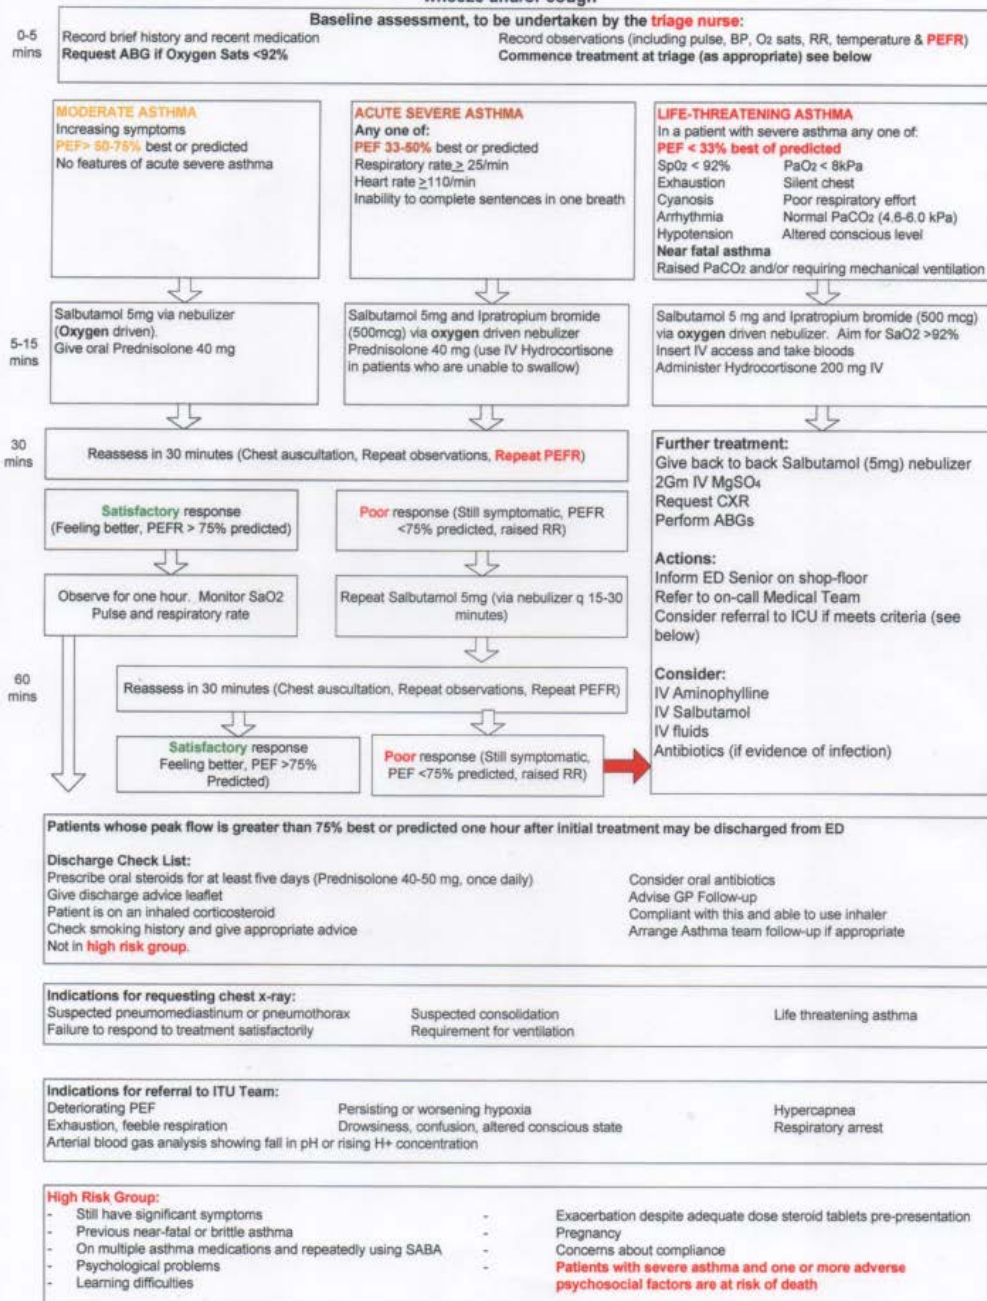 wheeze and/or cough
0-5
mins
Baseline assessment, to be undertaken by the triage nurse:
Record brief history and recent medication
Record observations (including pulse, BP, O2 sats, RR, temperature & PEFR)
Request ABG if Oxygen Sats <92%
Commence treatment at triage (as appropriate) see below
MODERATE ASTHMA
Increasing symptoms
PEF> 50-75% best or predicted
No features of acute severe asthma
ACUTE SEVERE ASTHMA
Any one of:
PEF 33-50% best or predicted
Respiratory rate ≥ 25/min
Heart rate ≥110/min
Inability to complete sentences in one breath
LIFE-THREATENING ASTHMA
In a patient with severe asthma any one of:
PEF < 33% best of predicted
Sp02 < 92% PaO2 < 8kPa
Exhaustion Silent chest
Cyanosis Poor respiratory effort
Arrhythmia Normal PaCO2 (4.6-6.0 kPa)
Hypotension Altered conscious level
Near fatal asthma
Raised PaCO2 and/or requiring mechanical ventilation
5-15
mins
Salbutamol 5mg via nebulizer
(Oxygen driven).
Give oral Prednisolone 40 mg
Salbutamol 5mg and Ipratropium bromide
(500mcg) via oxygen driven nebulizer
Prednisolone 40 mg (use IV Hydrocortisone
in patients who are unable to swallow)
Salbutamol 5 mg and Ipratropium bromide (500 mcg)
via oxygen driven nebulizer. Aim for SaO2 >92%
Insert IV access and take bloods
Administer Hydrocortisone 200 mg IV
30
mins
Reassess in 30 minutes (Chest auscultation, Repeat observations, Repeat PEFR)
Satisfactory response
(Feeling better, PEFR > 75% predicted)
Poor response (Still symptomatic, PEFR
<75% predicted, raised RR)
Observe for one hour. Monitor SaO2
Pulse and respiratory rate
Repeat Salbutamol 5mg (via nebulizer q 15-30
minutes)
60
mins
Reassess in 30 minutes (Chest auscultation, Repeat observations, Repeat PEFR)
Satisfactory response
Feeling better, PEF >75%
Predicted)
Poor response (Still symptomatic,
PEF <75% predicted, raised RR)
Further treatment:
Give back to back Salbutamol (5mg) nebulizer
2Gm IV MgSO4
Request CXR
Perform ABGs
Actions:
Inform ED Senior on shop-floor
Refer to on-call Medical Team
Consider referral to ICU if meets criteria (see
below)
Consider:
IV Aminophylline
IV Salbutamol
IV fluids
Antibiotics (if evidence of infection)
Patients whose peak flow is greater than 75% best or predicted one hour after initial treatment may be discharged from ED
Discharge Check List:
Prescribe oral steroids for at least five days (Prednisolone 40-50 mg, once daily)
Give discharge advice leaflet
Patient is on an inhaled corticosteroid
Check smoking history and give appropriate advice
Not in high risk group.
Consider oral antibiotics
Advise GP Follow-up
Compliant with this and able to use inhaler
Arrange Asthma team follow-up if appropriate
Indications for requesting chest x-ray:
Suspected pneumomediastinum or pneumothorax Suspected consolidation Life threatening asthma
Failure to respond to treatment satisfactorily Requirement for ventilation
Indications for referral to ITU Team:
Deteriorating PEF Persisting or worsening hypoxia Hypercapnea
Exhaustion, feeble respiration Drowsiness, confusion, altered conscious state Respiratory arrest
Arterial blood gas analysis showing fall in pH or rising H+ concentration
High Risk Group:
- Still have significant symptoms
- Previous near-fatal or brittle asthma
- On multiple asthma medications and repeatedly using SABA
- Psychological problems
- Learning difficulties
- Exacerbation despite adequate dose steroid tablets pre-presentation
- Pregnancy
- Concerns about compliance
- Patients with severe asthma and one or more adverse
psychosocial factors are at risk of death